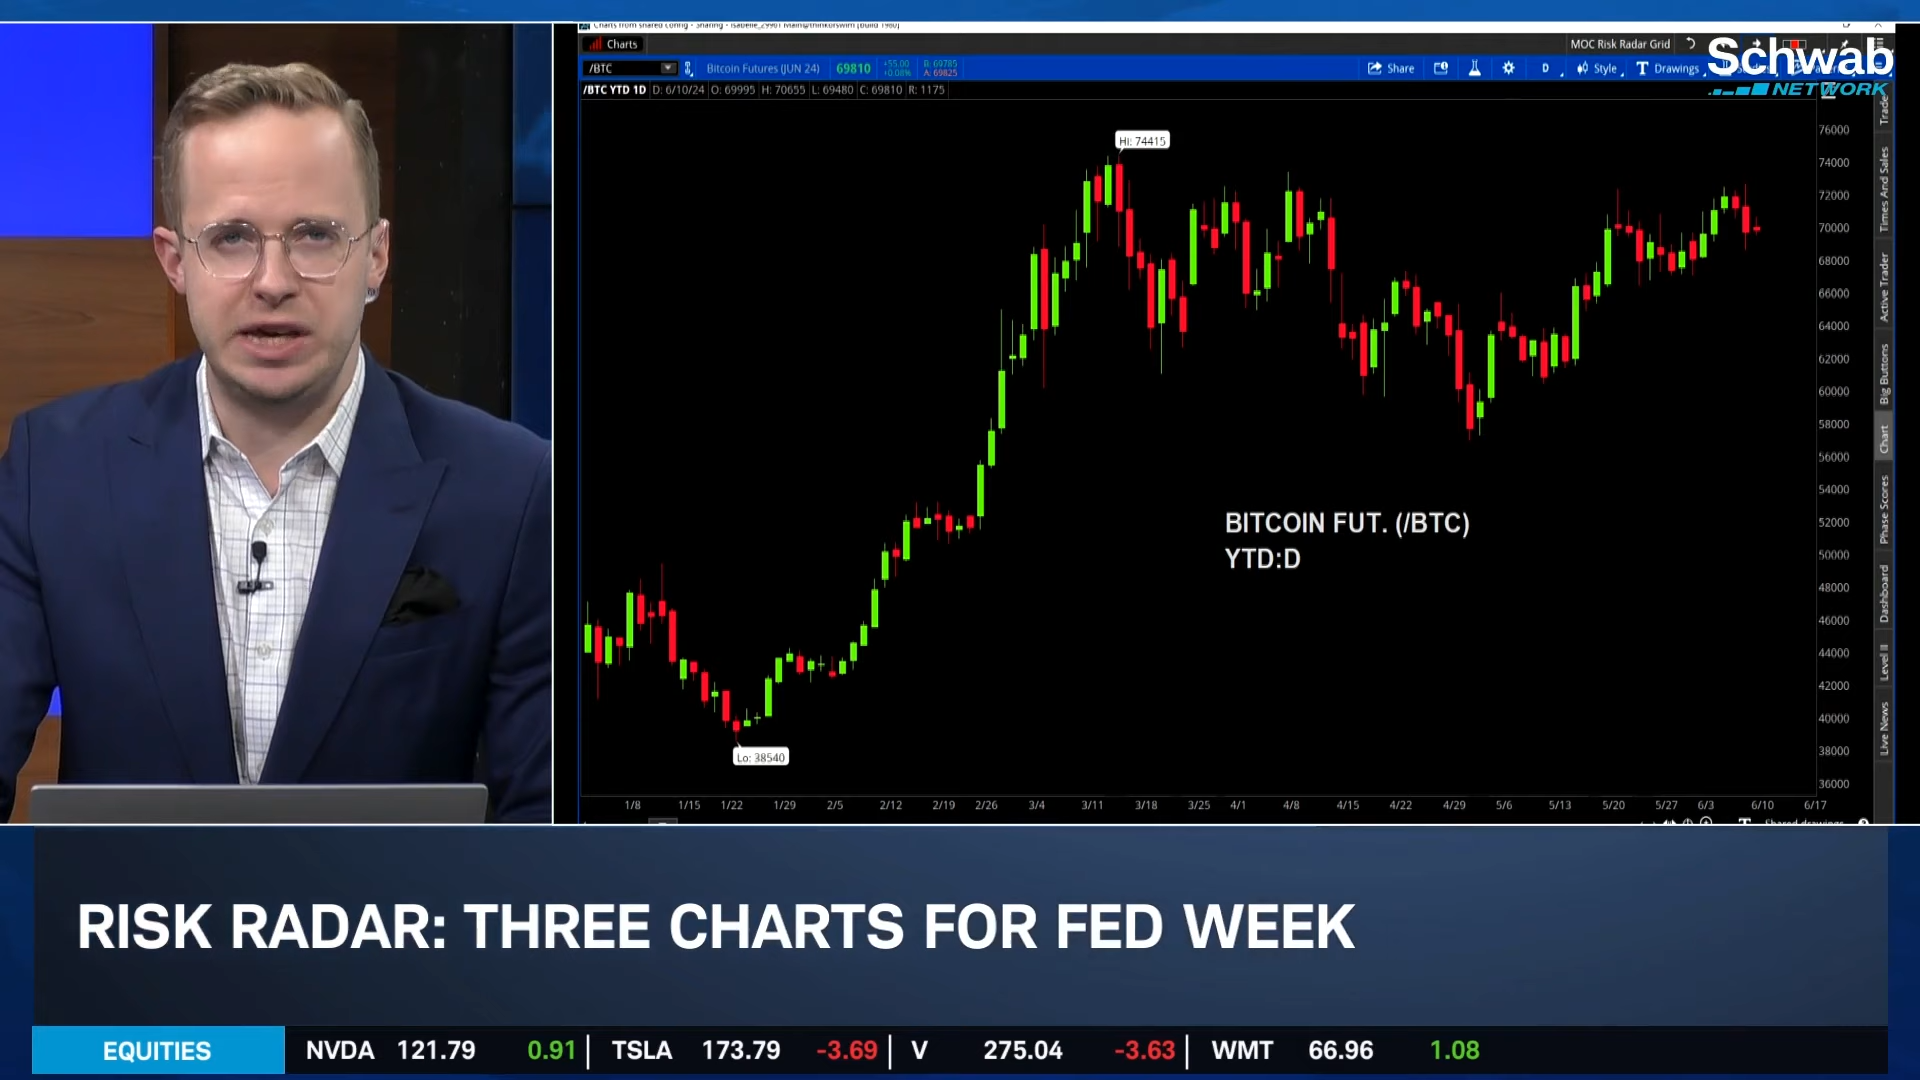 Charts
MOC Risk Radar Grid
Schwab
NETWORK
/BTC
Bitcoin Futures (JUN 24)
69810
+55.00
+0.08%
B: 69785
A: 69825
Share
D
Style
Drawings
/BTC YTD 1D D: 6/10/24 O: 69995 H: 70655 L: 69480 C: 69810 R: 1175
Hi: 74415
Lo: 38540
BITCOIN FUT. (/BTC)
YTD:D
76000
74000
72000
70000
68000
66000
64000
62000
60000
58000
56000
54000
52000
50000
48000
46000
44000
42000
40000
38000
36000
Trade
Times And Sales
Active Trader
Big Buttons
Chart
Phase Scores
Dashboard
Level II
Live News
1/8 1/15 1/22 1/29 2/5 2/12 2/19 2/26 3/4 3/11 3/18 3/25 4/1 4/8 4/15 4/22 4/29 5/6 5/13 5/20 5/27 6/3 6/10 6/17
RISK RADAR: THREE CHARTS FOR FED WEEK
EQUITIES NVDA 121.79 0.91 TSLA 173.79 -3.69 V 275.04 -3.63 WMT 66.96 1.08